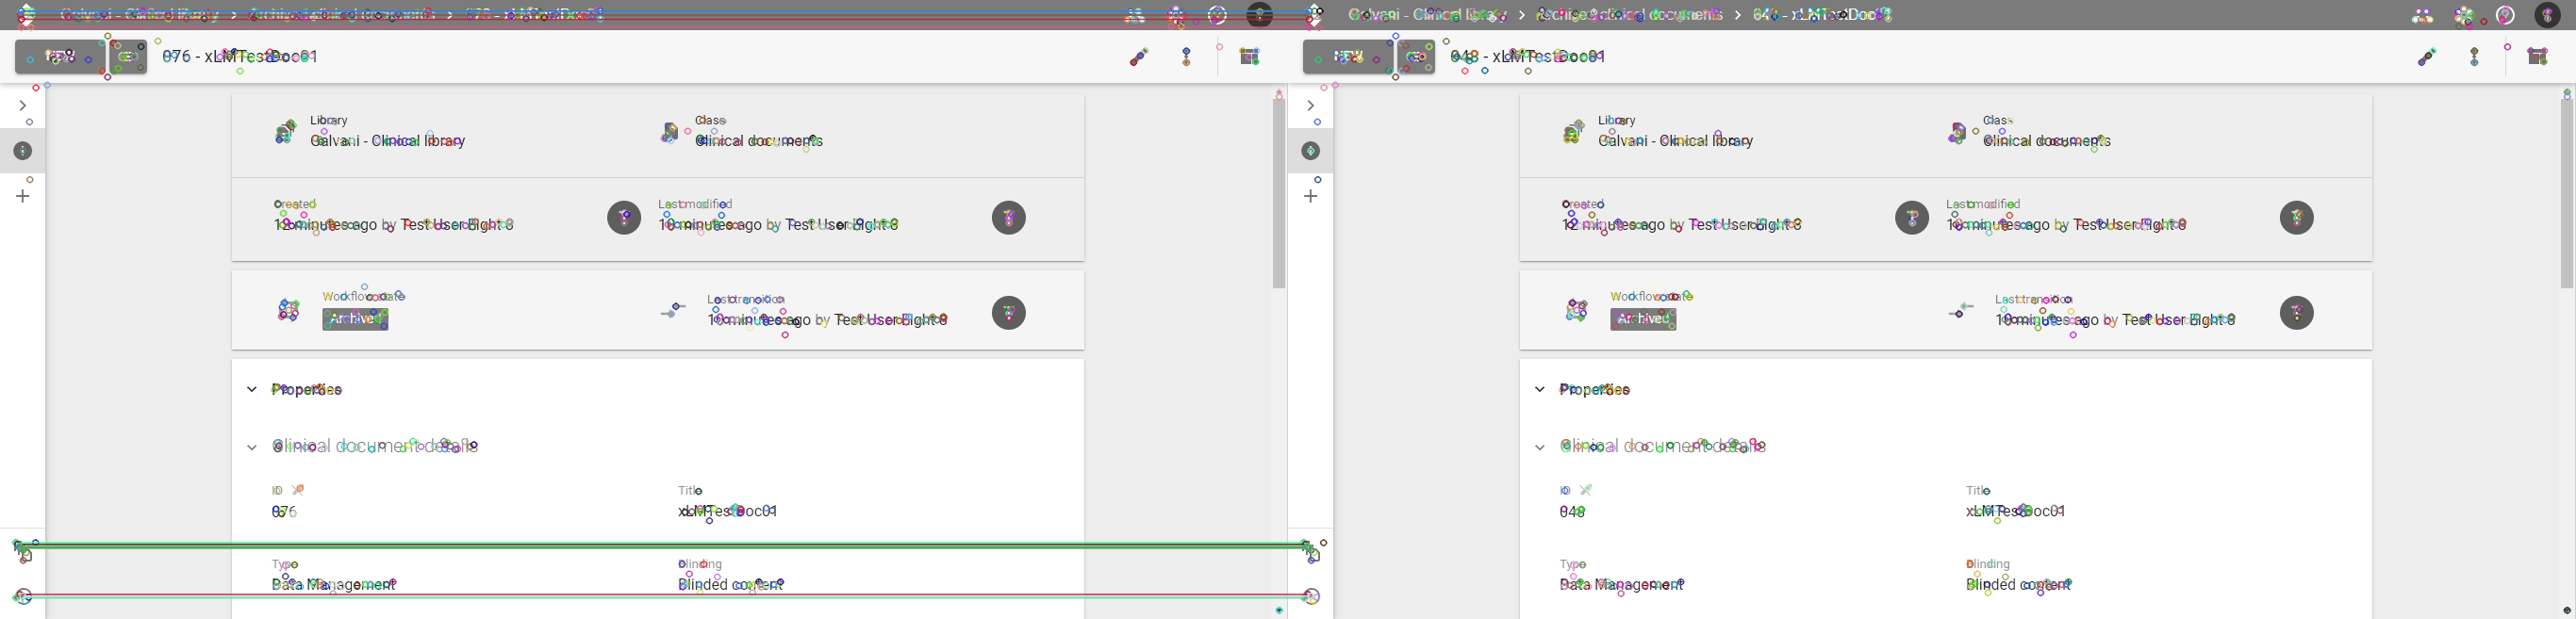 Galvani - Clinical library > Archived clinical documents > 076 - xLMTestDoc01
076 - xLMTestDoc01
Library
Galvani - Clinical library
Class
Clinical documents
Created
12 minutes ago by Test User Eight 8
Last modified
10 minutes ago by Test User Eight 8
Workflow state
Archived
Last transition
10 minutes ago by Test User Eight 8
Properties
Clinical document details
ID
076
Title
xLMTestDoc01
Type
Data Management
Blinding
Blinded content
Galvani - Clinical library > Archived clinical documents > 048 - xLMTestDoc01
048 - xLMTestDoc01
Library
Galvani - Clinical library
Class
Clinical documents
Created
12 minutes ago by Test User Eight 8
Last modified
10 minutes ago by Test User Eight 8
Workflow state
Archived
Last transition
10 minutes ago by Test User Eight 8
Properties
Clinical document details
ID
048
Title
xLMTestDoc01
Type
Data Management
Blinding
Blinded content